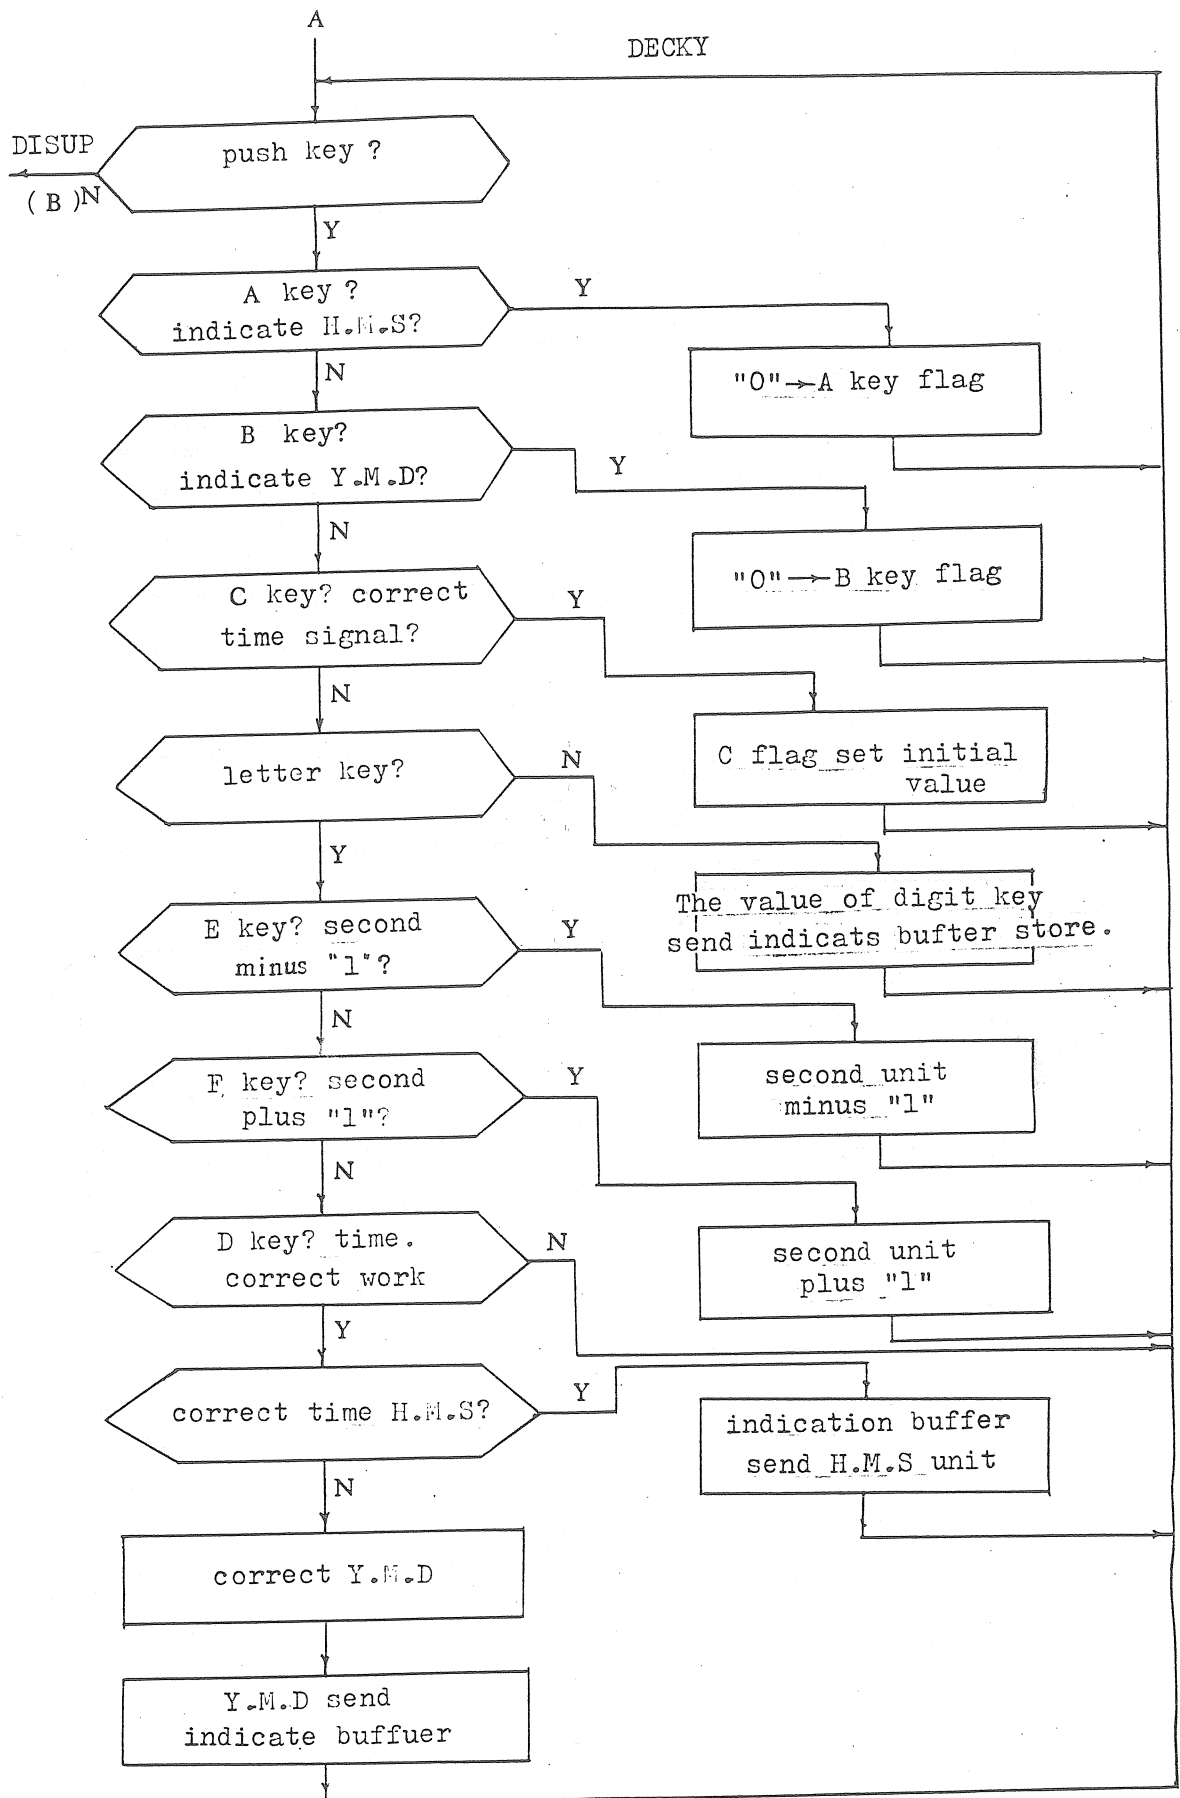 A
DECKY
DISUP
(B)
N
push key ?
Y
A key ?
indicate H.M.S?
Y
"0"→A key flag
N
B key?
indicate Y.M.D?
Y
"0"→B key flag
N
C key? correct
time signal?
Y
C flag set initial
value
N
letter key?
N
The value of digit key
send indicats bufter store.
Y
E key? second
minus "1"?
Y
second unit
minus "1"
N
F key? second
plus "1"?
Y
second unit
plus "1"
N
D key? time.
correct work
N
Y
correct time H.M.S?
Y
indication buffer
send H.M.S unit
N
correct Y.M.D
Y.M.D send
indicate buffuer